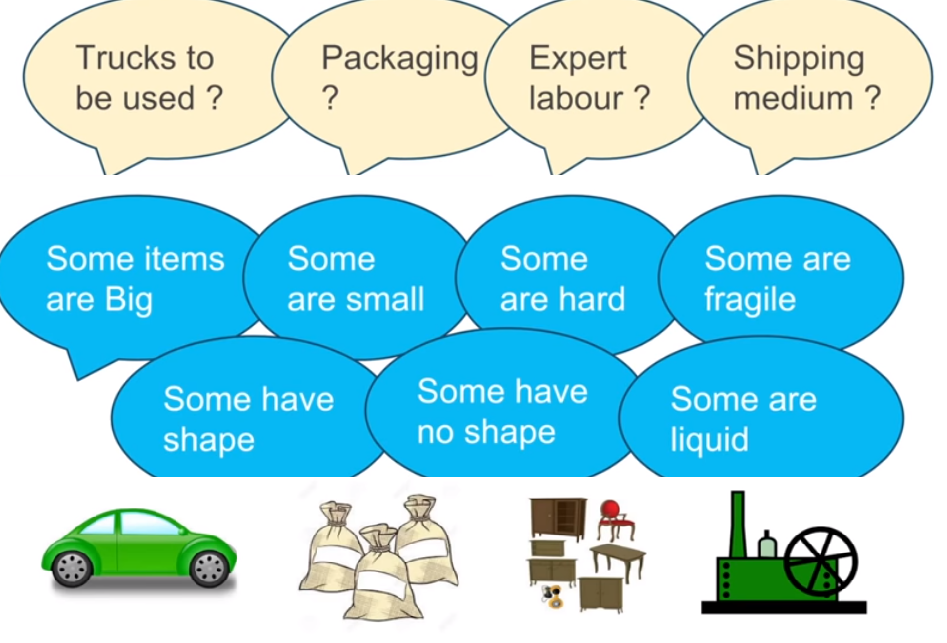 Trucks to
be used ?
Packaging
?
Expert
labour ?
Shipping
medium ?
Some items
are Big
Some
are small
Some
are hard
Some are
fragile
Some have
shape
Some have
no shape
Some are
liquid